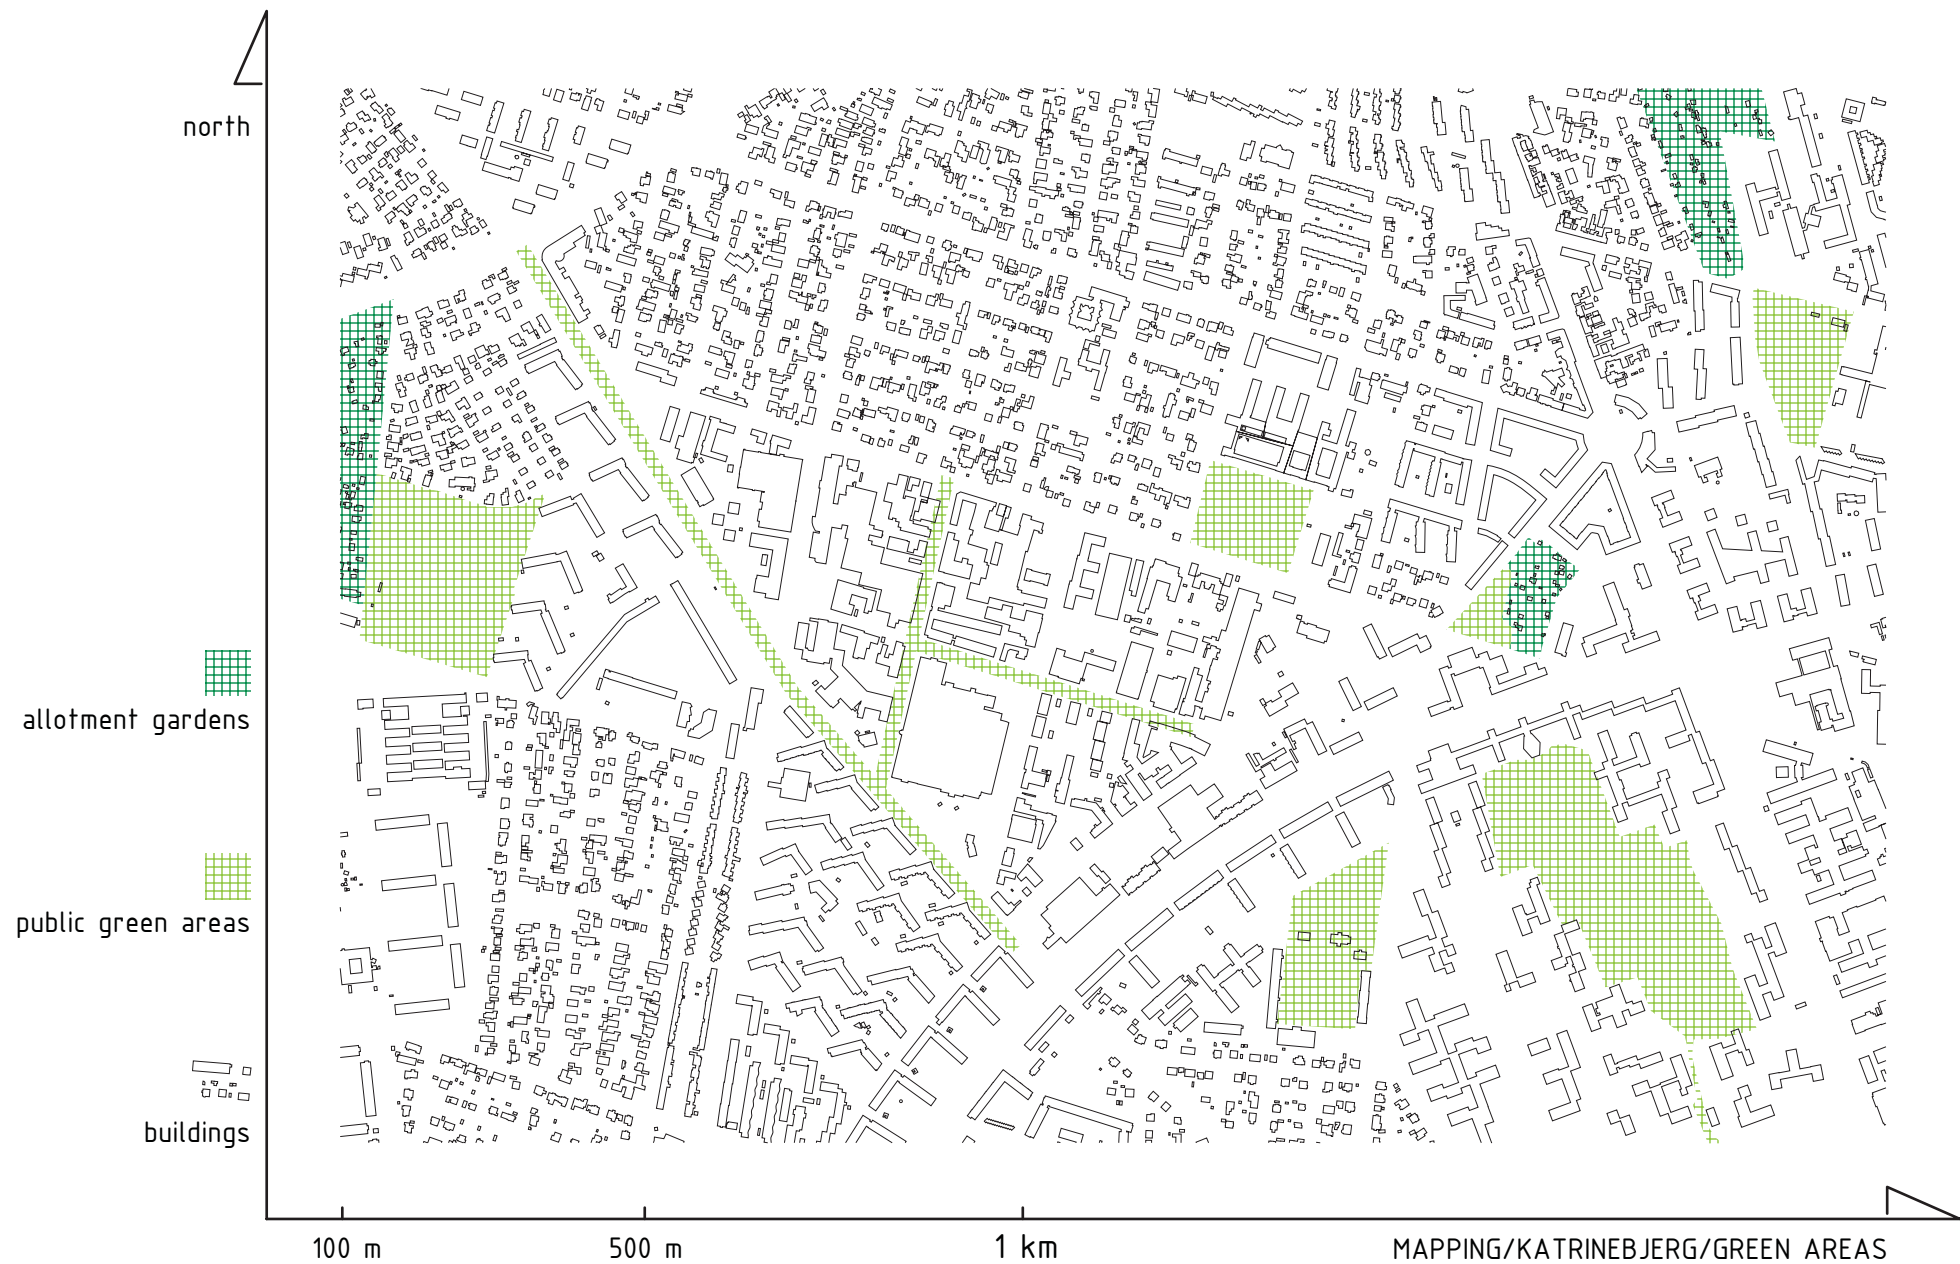 north
allotment gardens
public green areas
buildings
100 m
500 m
1 km
MAPPING/KATRINEBJERG/GREEN AREAS